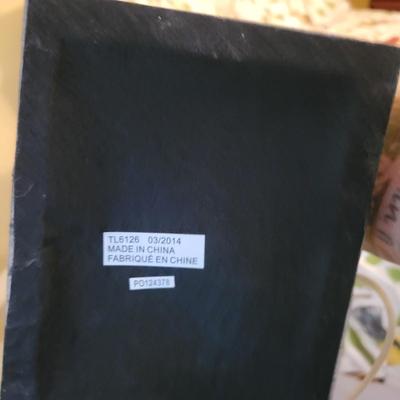 TL6126 03/2014
MADE IN CHINA
FABRIQUÉ EN CHINE
PO124378